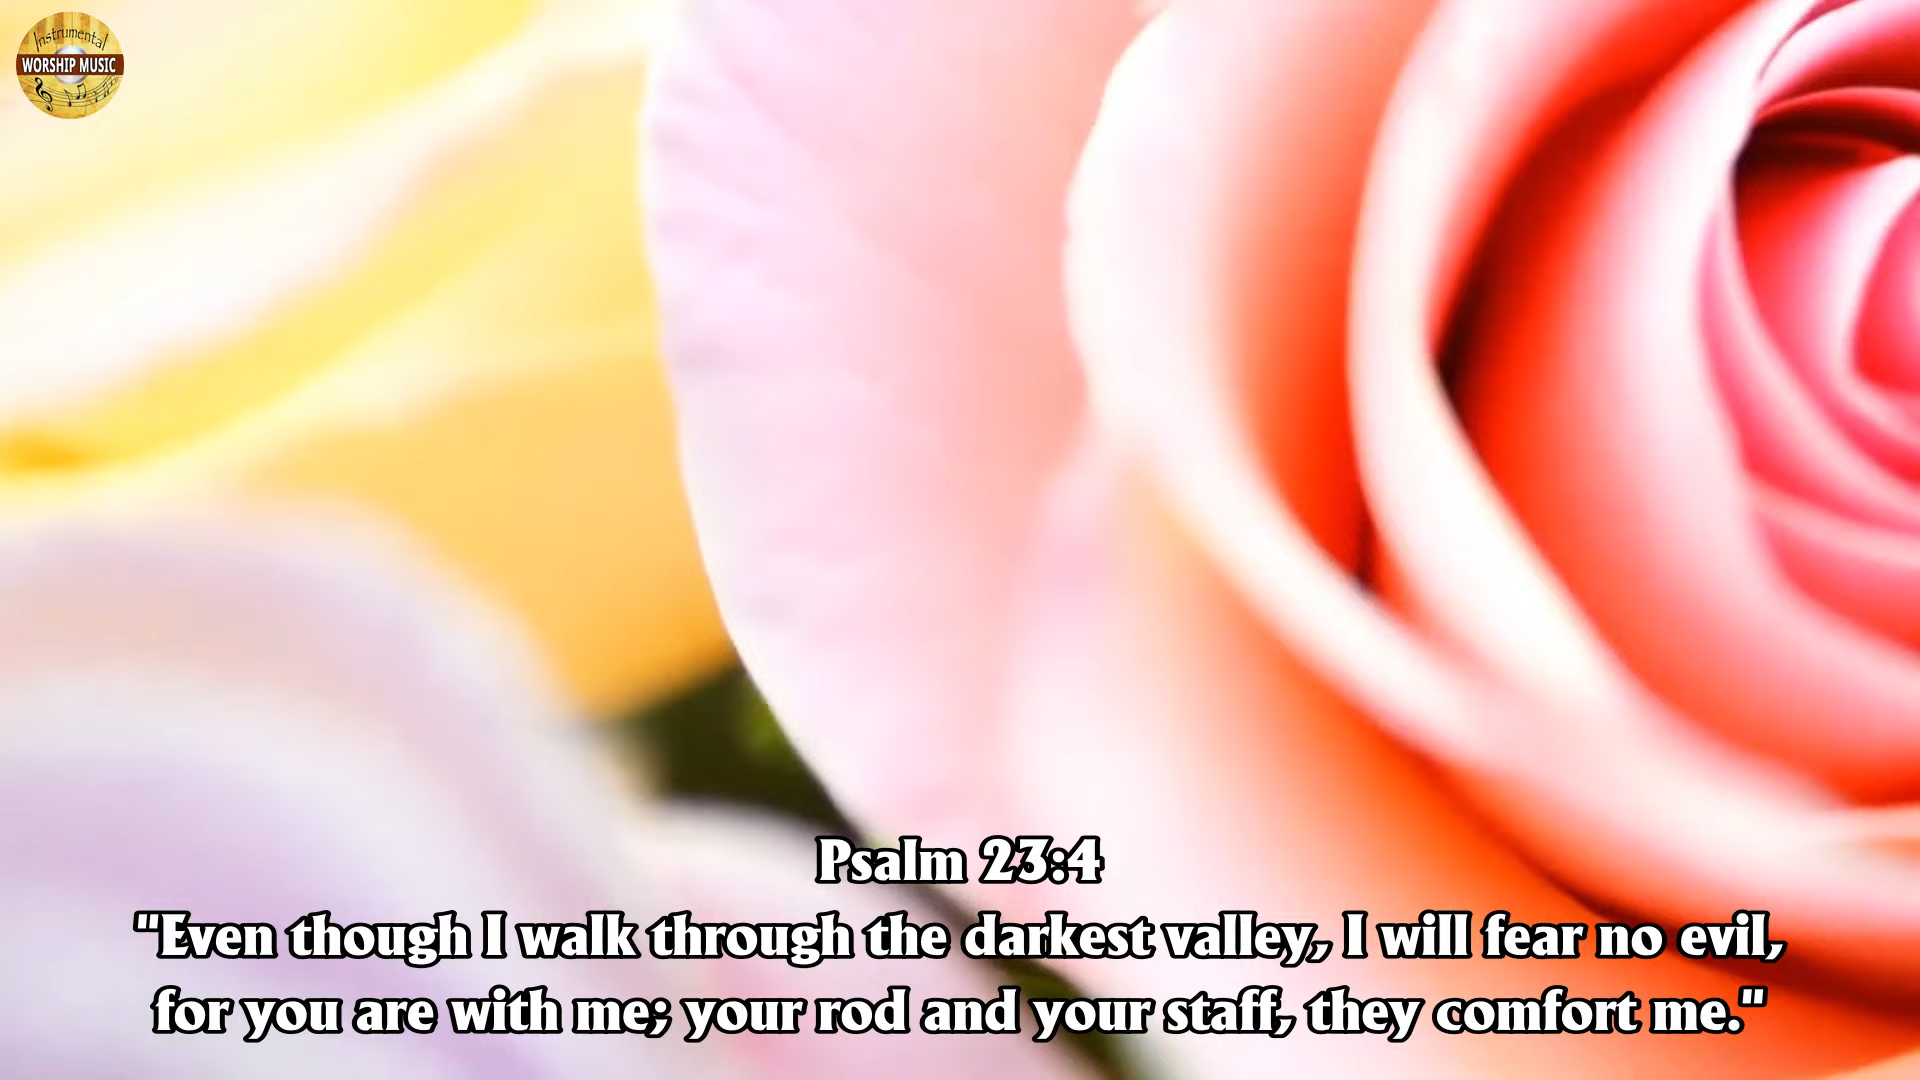 Instrumental
WORSHIP MUSIC
Psalm 23:4
"Even though I walk through the darkest valley, I will fear no evil,
for you are with me; your rod and your staff, they comfort me."